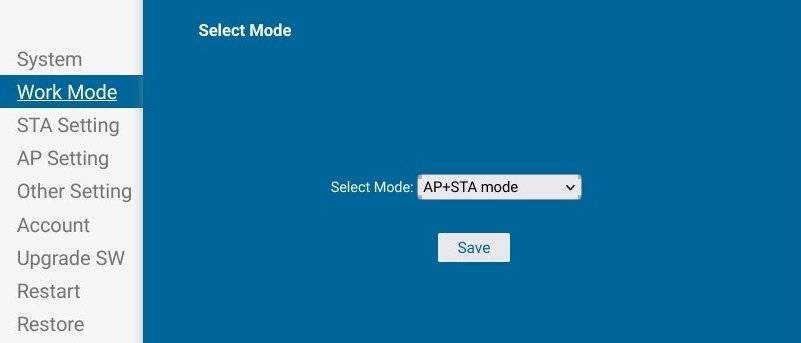 System
Work Mode
STA Setting
AP Setting
Other Setting
Account
Upgrade SW
Restart
Restore
Select Mode
Select Mode: AP+STA mode
Save